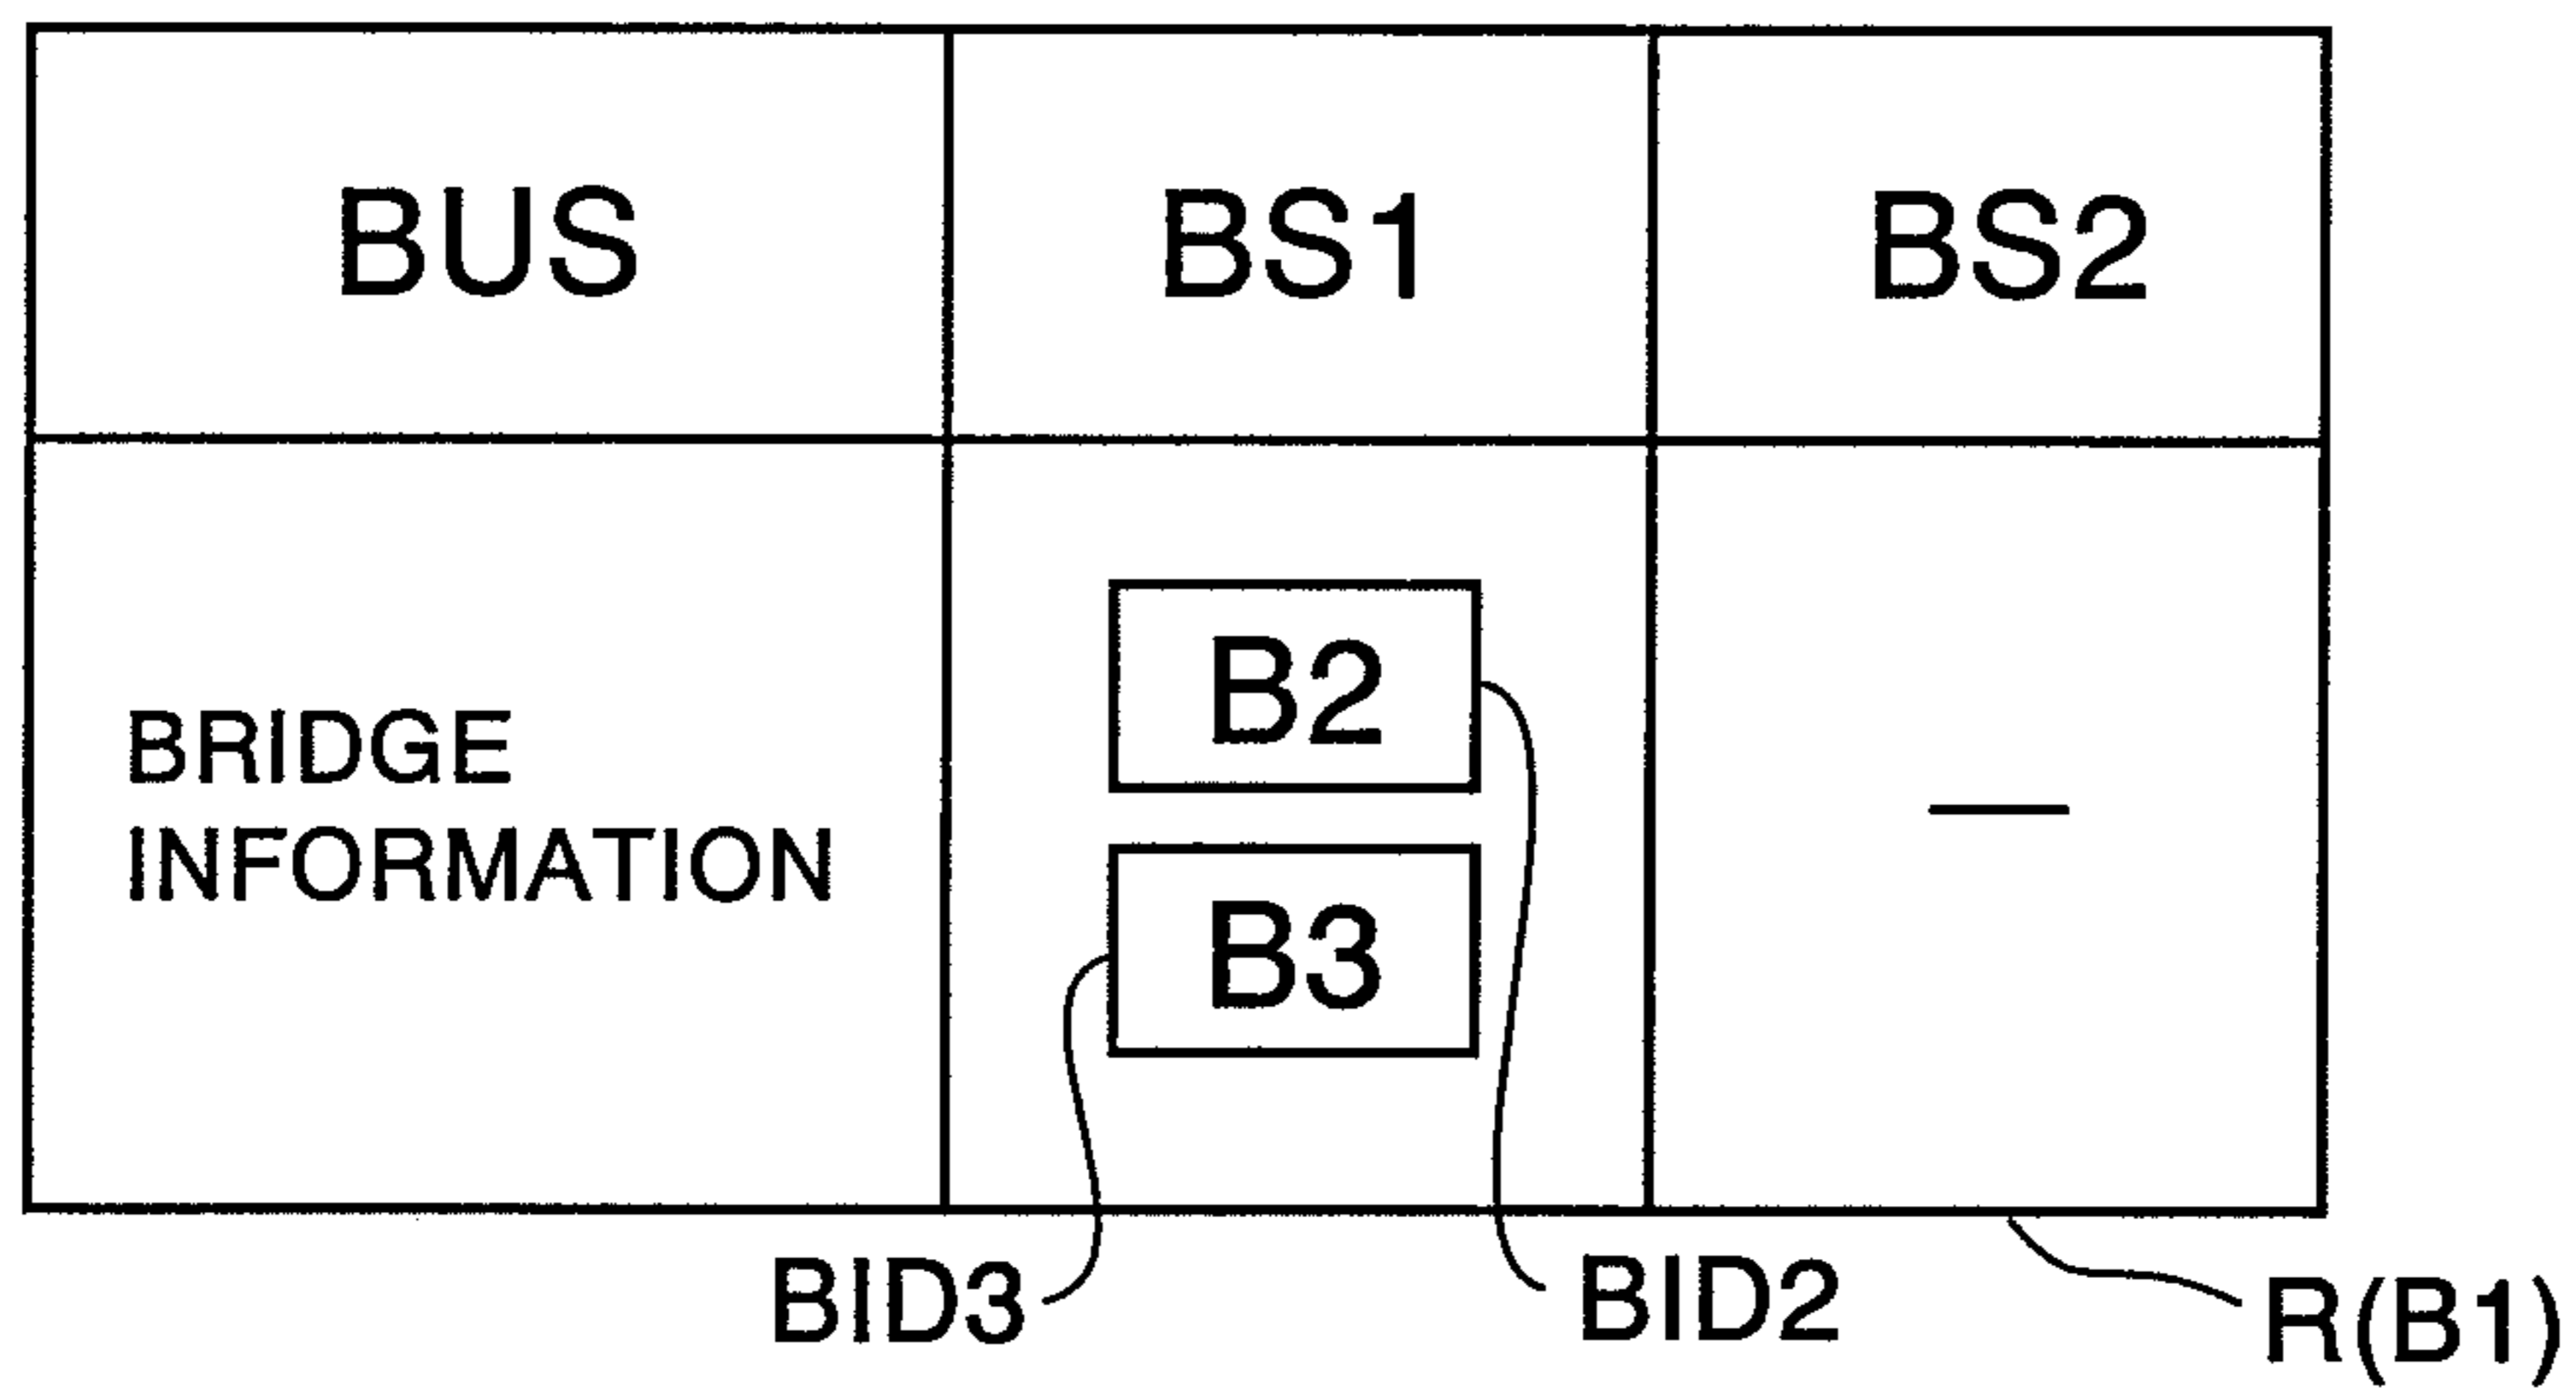 BUS BS1 BS2
BRIDGE
INFORMATION
B2
B3
—
BID3 BID2 R(B1)